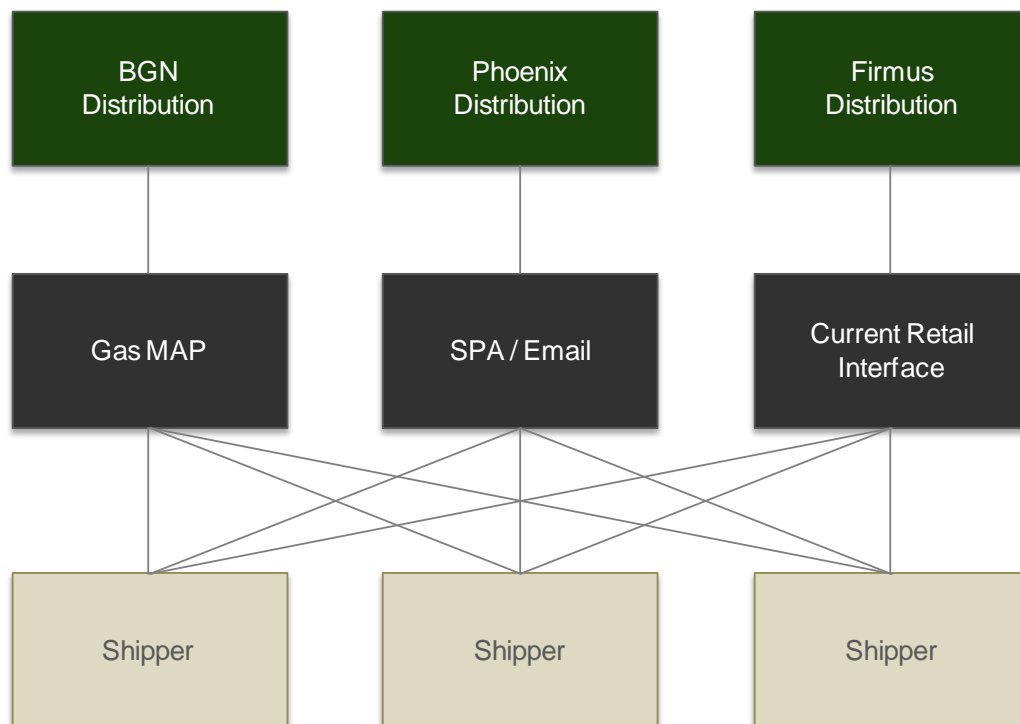 BGN
Distribution
Phoenix
Distribution
Firmus
Distribution
Gas MAP
SPA / Email
Current Retail
Interface
Shipper
Shipper
Shipper